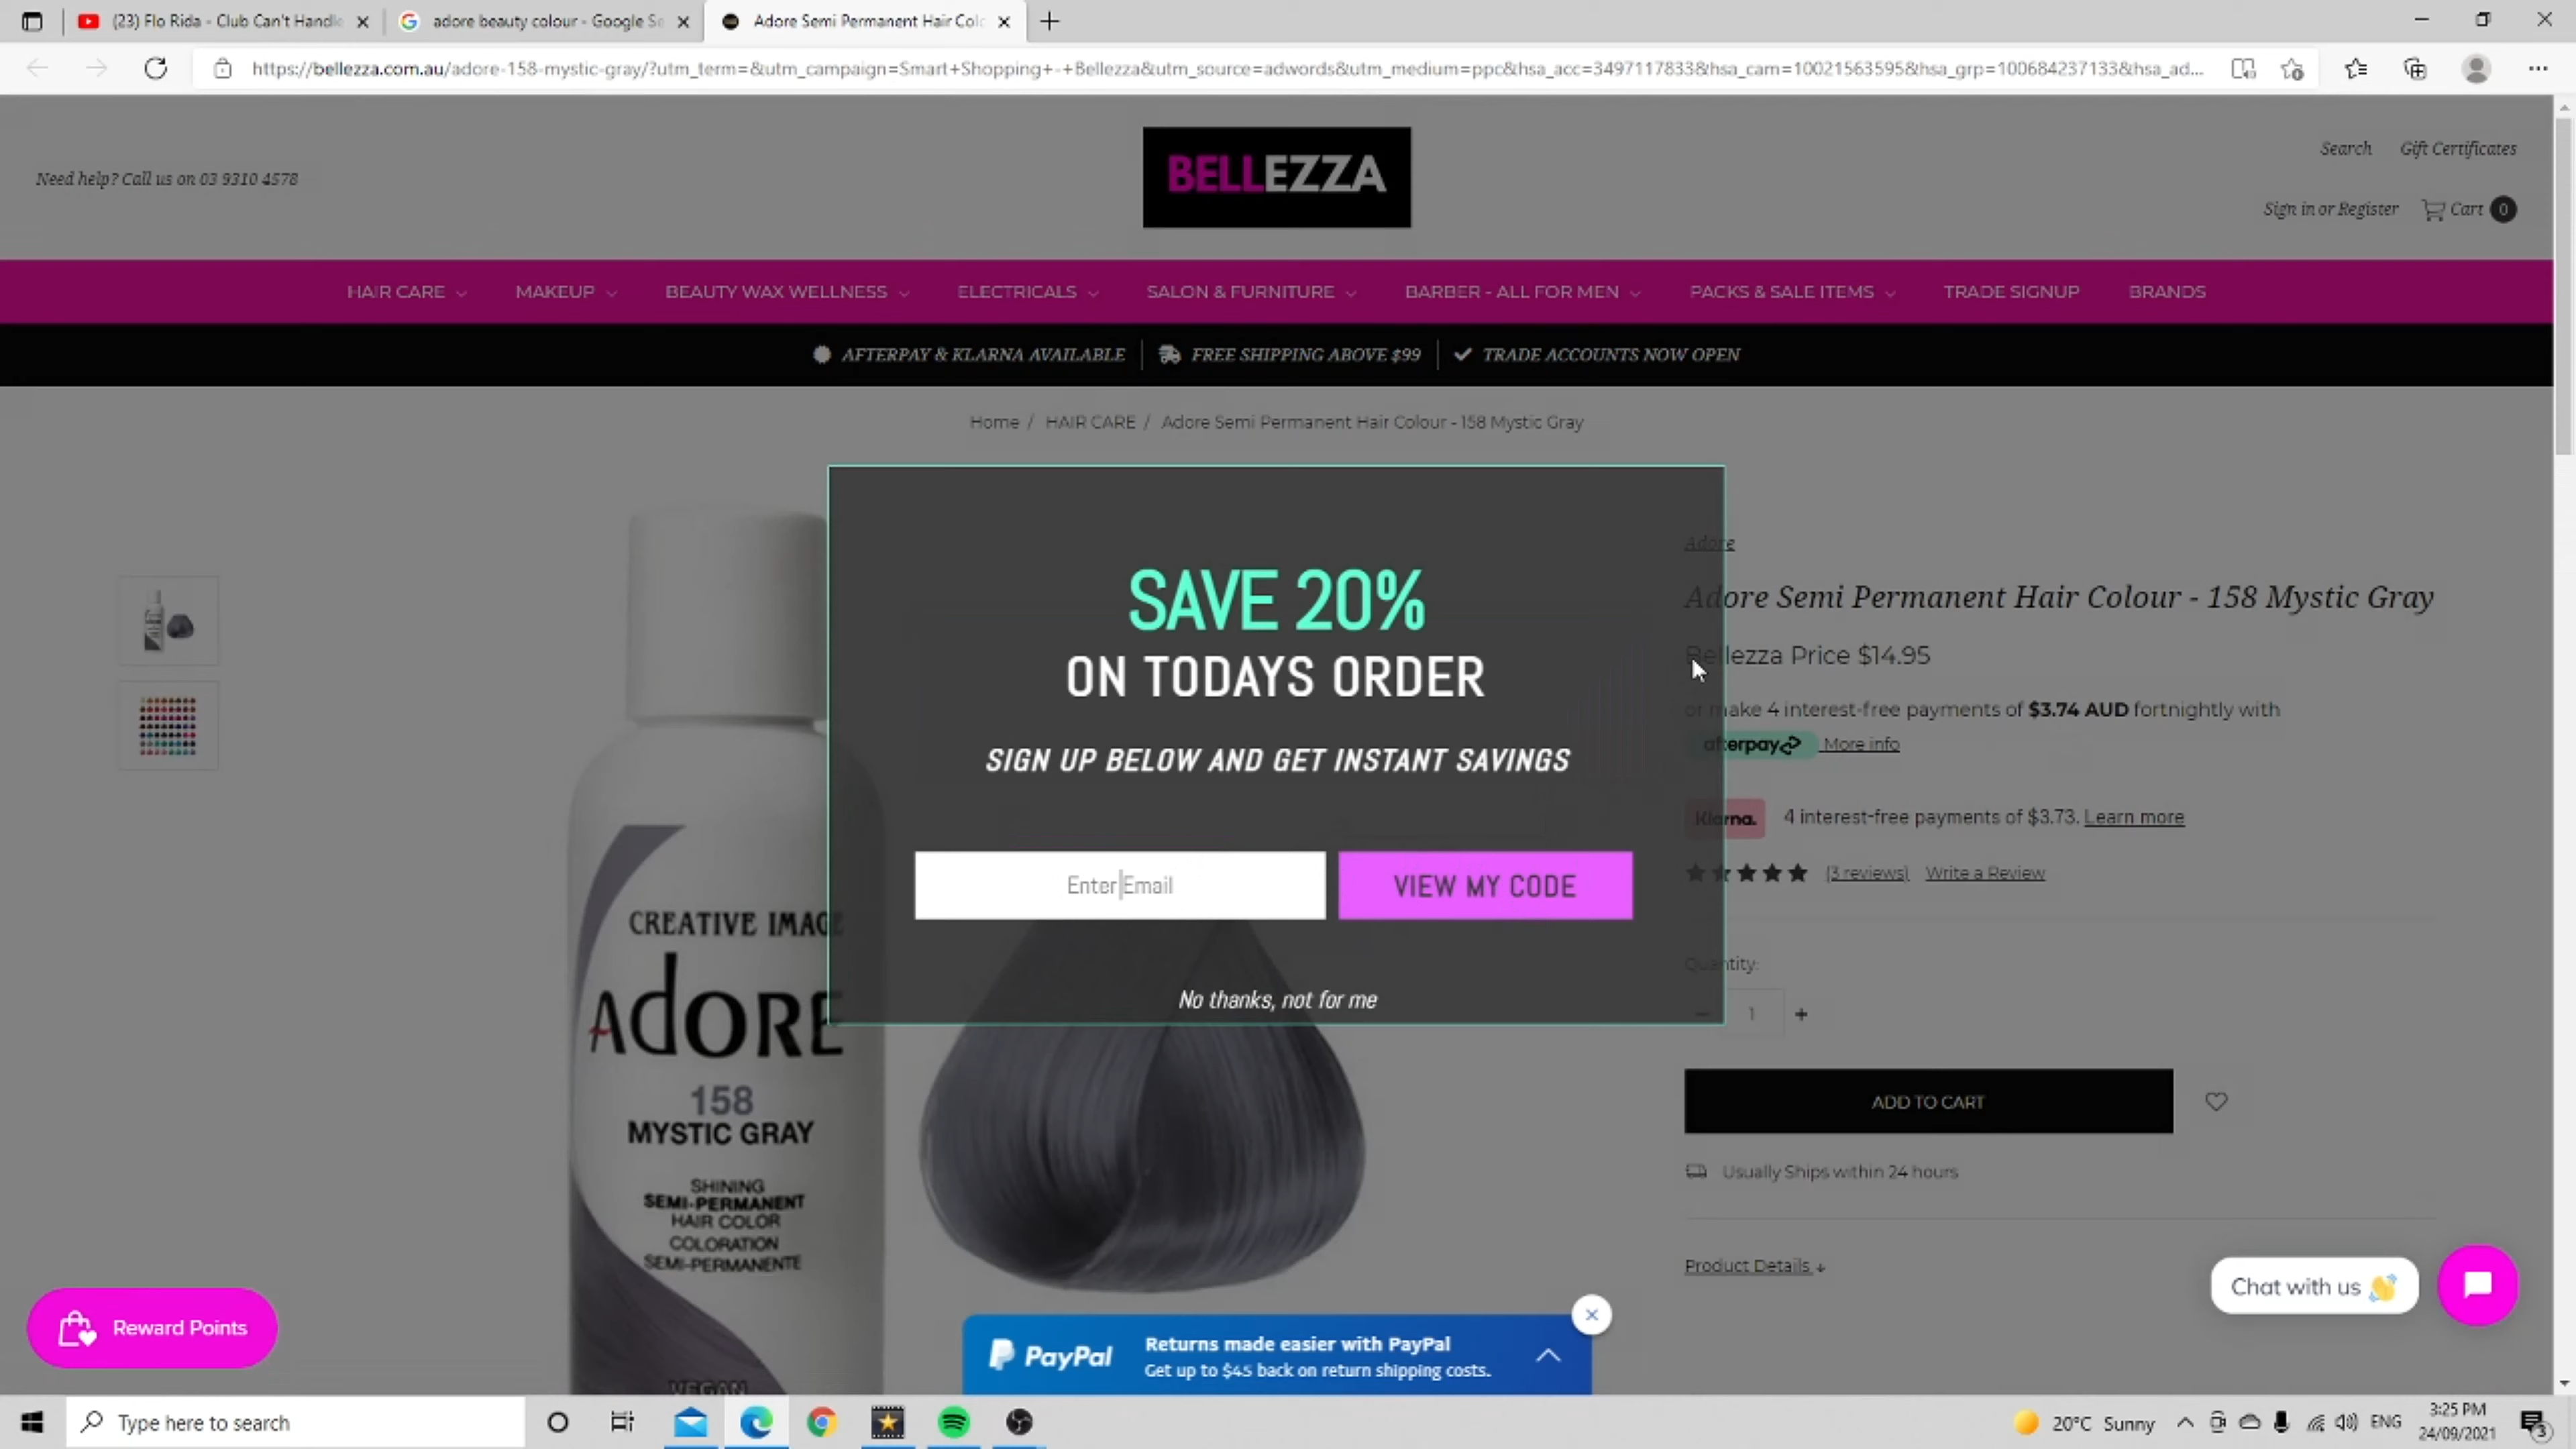 (23) Flo Rida - Club Can't Handle
adore beauty colour - Google Se
Adore Semi Permanent Hair Colo
https://bellezza.com.au/adore-158-mystic-gray/?utm_term=&utm_campaign=Smart+Shopping+-+Bellezza&utm_source=adwords&utm_medium=ppc&hsa_acc=3497117833&hsa_cam=10021563595&hsa_grp=100684237133&hsa_ad...
Need help? Call us on 03 9310 4578
BELLEZZA
Search Gift Certificates
Sign in or Register Cart 0
HAIR CARE MAKEUP BEAUTY WAX WELLNESS ELECTRICALS SALON & FURNITURE BARBER - ALL FOR MEN PACKS & SALE ITEMS TRADE SIGNUP BRANDS
AFTERPAY & KLARNA AVAILABLE FREE SHIPPING ABOVE $99 TRADE ACCOUNTS NOW OPEN
Home / HAIR CARE / Adore Semi Permanent Hair Colour - 158 Mystic Gray
SAVE 20%
ON TODAYS ORDER
SIGN UP BELOW AND GET INSTANT SAVINGS
Enter Email
VIEW MY CODE
No thanks, not for me
Adore
Adore Semi Permanent Hair Colour - 158 Mystic Gray
Bellezza Price $14.95
or make 4 interest-free payments of $3.74 AUD fortnightly with
afterpay More info
Klarna. 4 interest-free payments of $3.73. Learn more
(3 reviews) Write a Review
Quantity:
1
ADD TO CART
Usually Ships within 24 hours
Product Details
CREATIVE IMAGE
ADORE
158
MYSTIC GRAY
SHINING
SEMI-PERMANENT
HAIR COLOR
COLORATION
SEMI-PERMANENTE
VEGAN
Reward Points
PayPal
Returns made easier with PayPal
Get up to $45 back on return shipping costs.
Chat with us
Type here to search
20°C Sunny
ENG
3:25 PM
24/09/2021
3